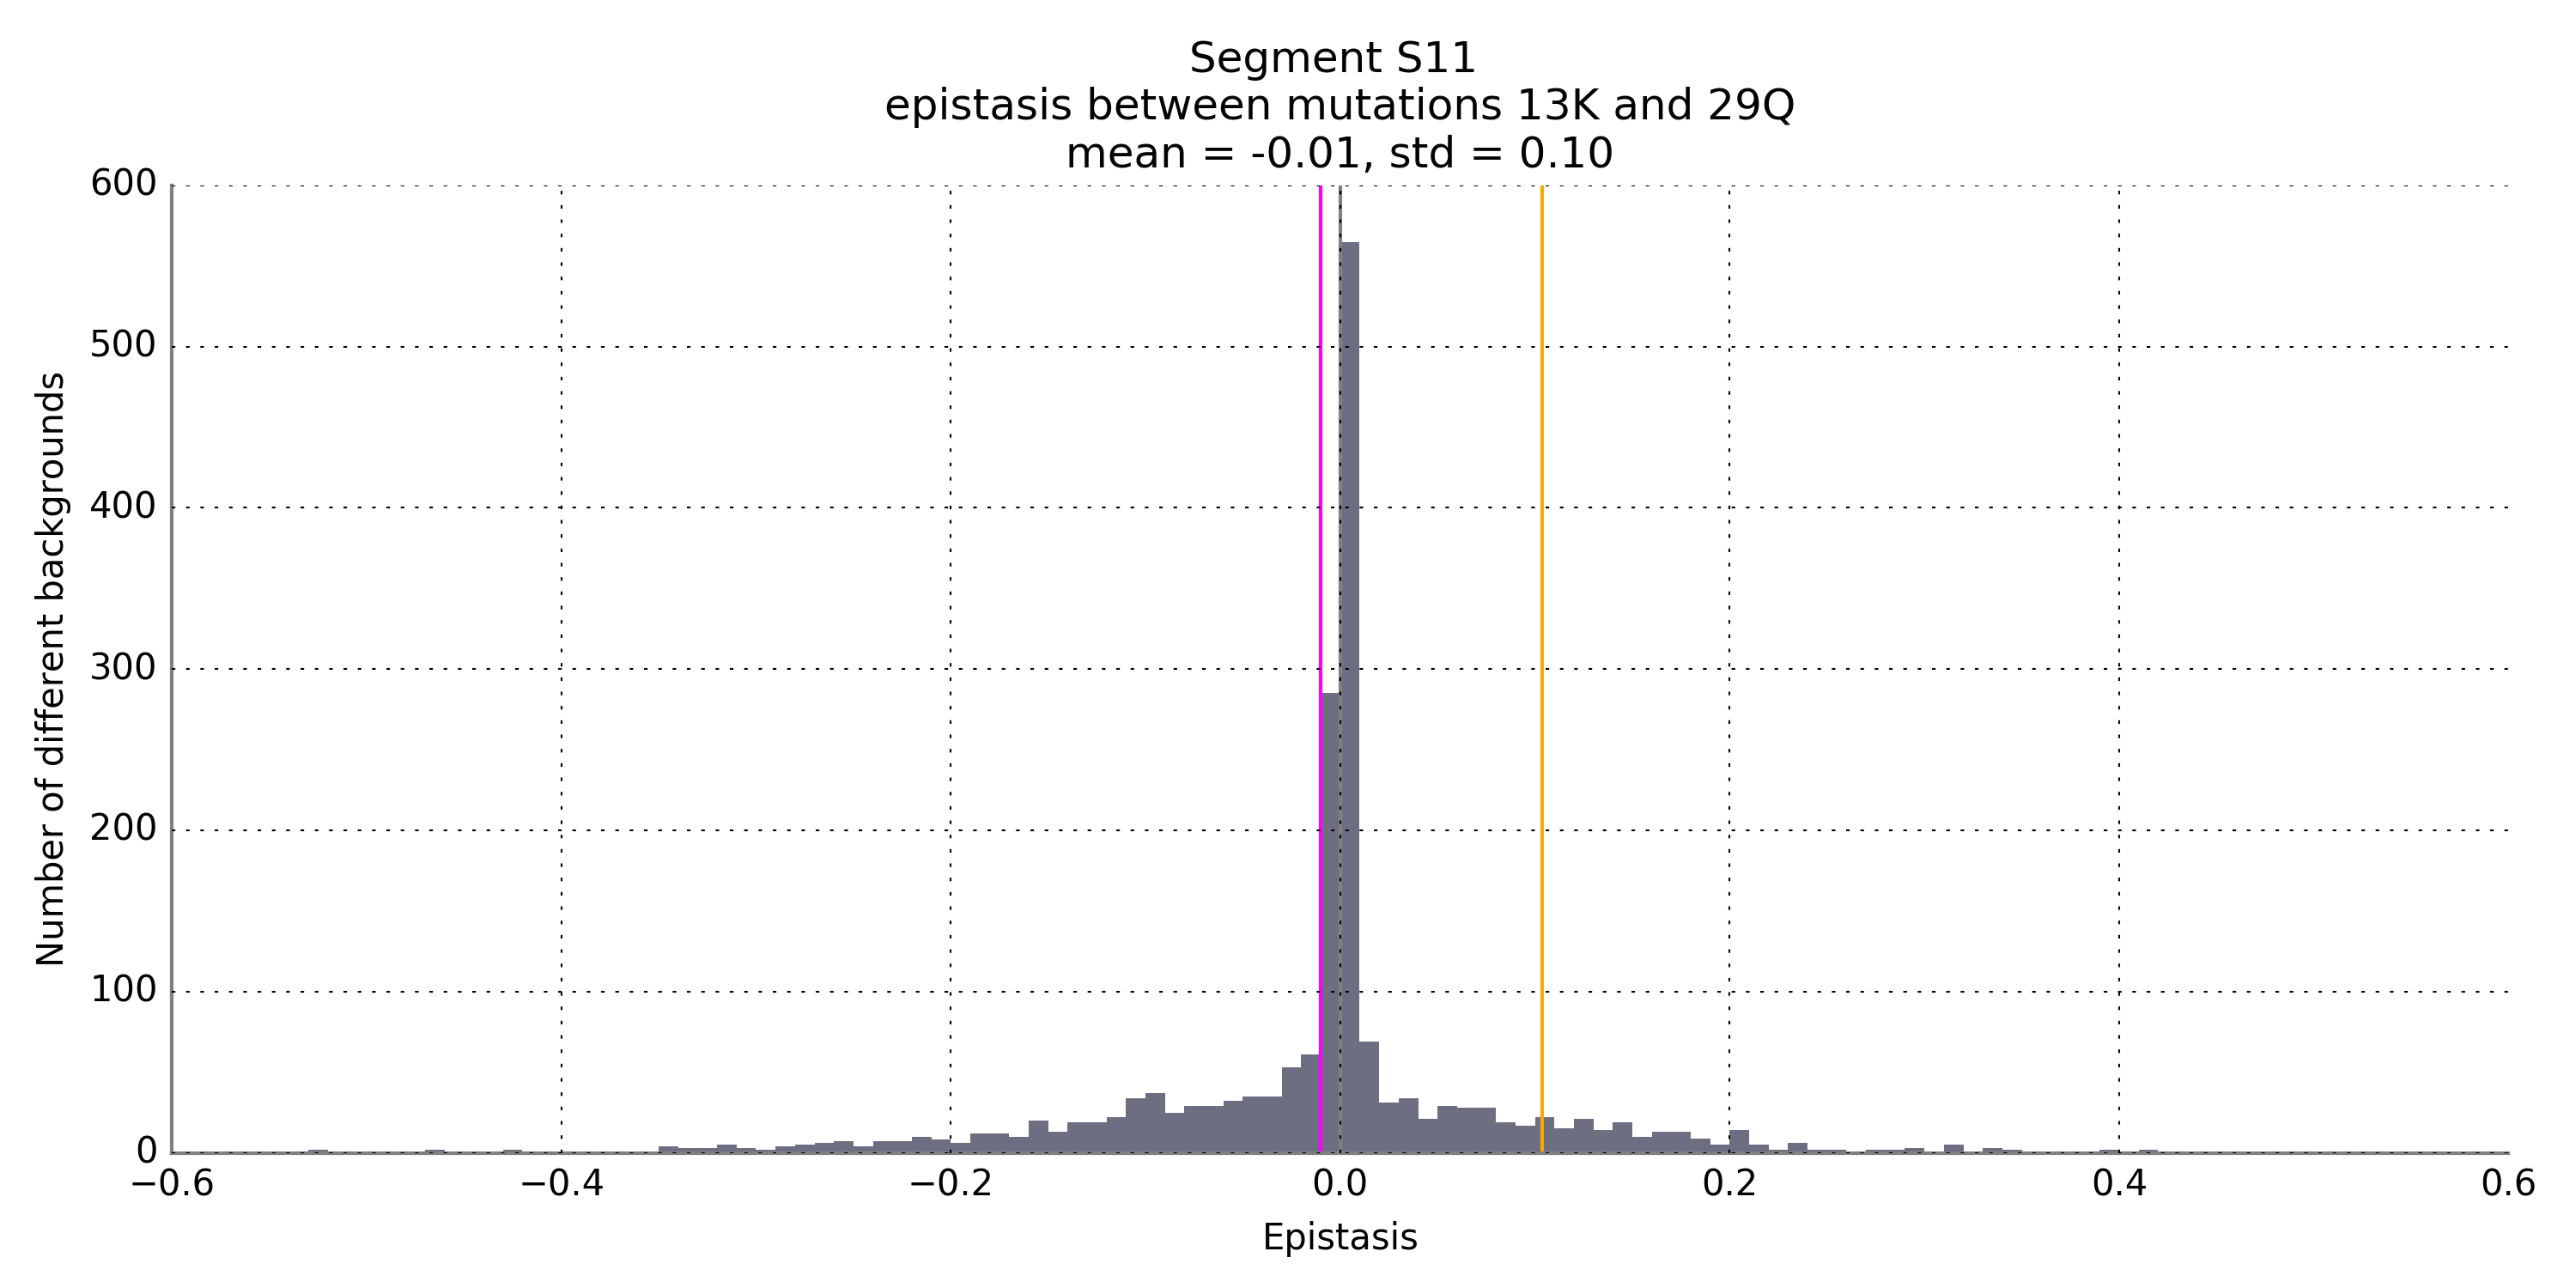 Segment S11
epistasis between mutations 13K and 29Q
mean = -0.01, std = 0.10
600
500
400
300
200
100
0
Number of different backgrounds
−0.6
−0.4
−0.2
0.0
0.2
0.4
0.6
Epistasis